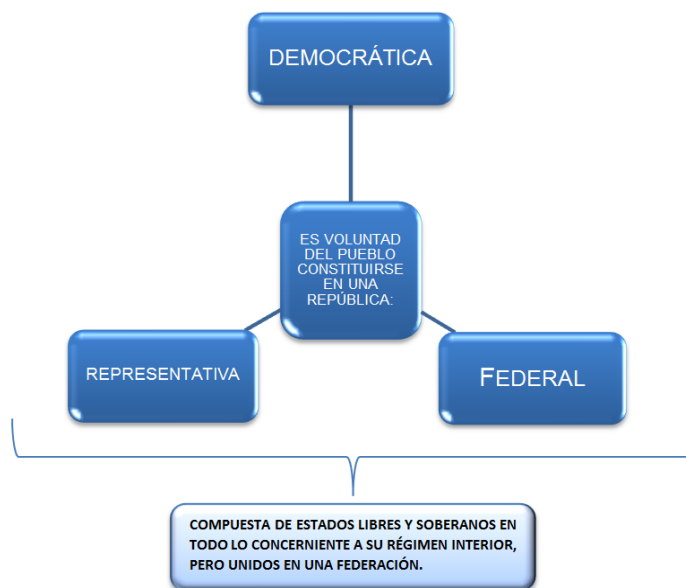 DEMOCRÁTICA
ES VOLUNTAD
DEL PUEBLO
CONSTITUIRSE
EN UNA
REPÚBLICA:
REPRESENTATIVA
FEDERAL
COMPUESTA DE ESTADOS LIBRES Y SOBERANOS EN
TODO LO CONCERNIENTE A SU RÉGIMEN INTERIOR,
PERO UNIDOS EN UNA FEDERACIÓN.